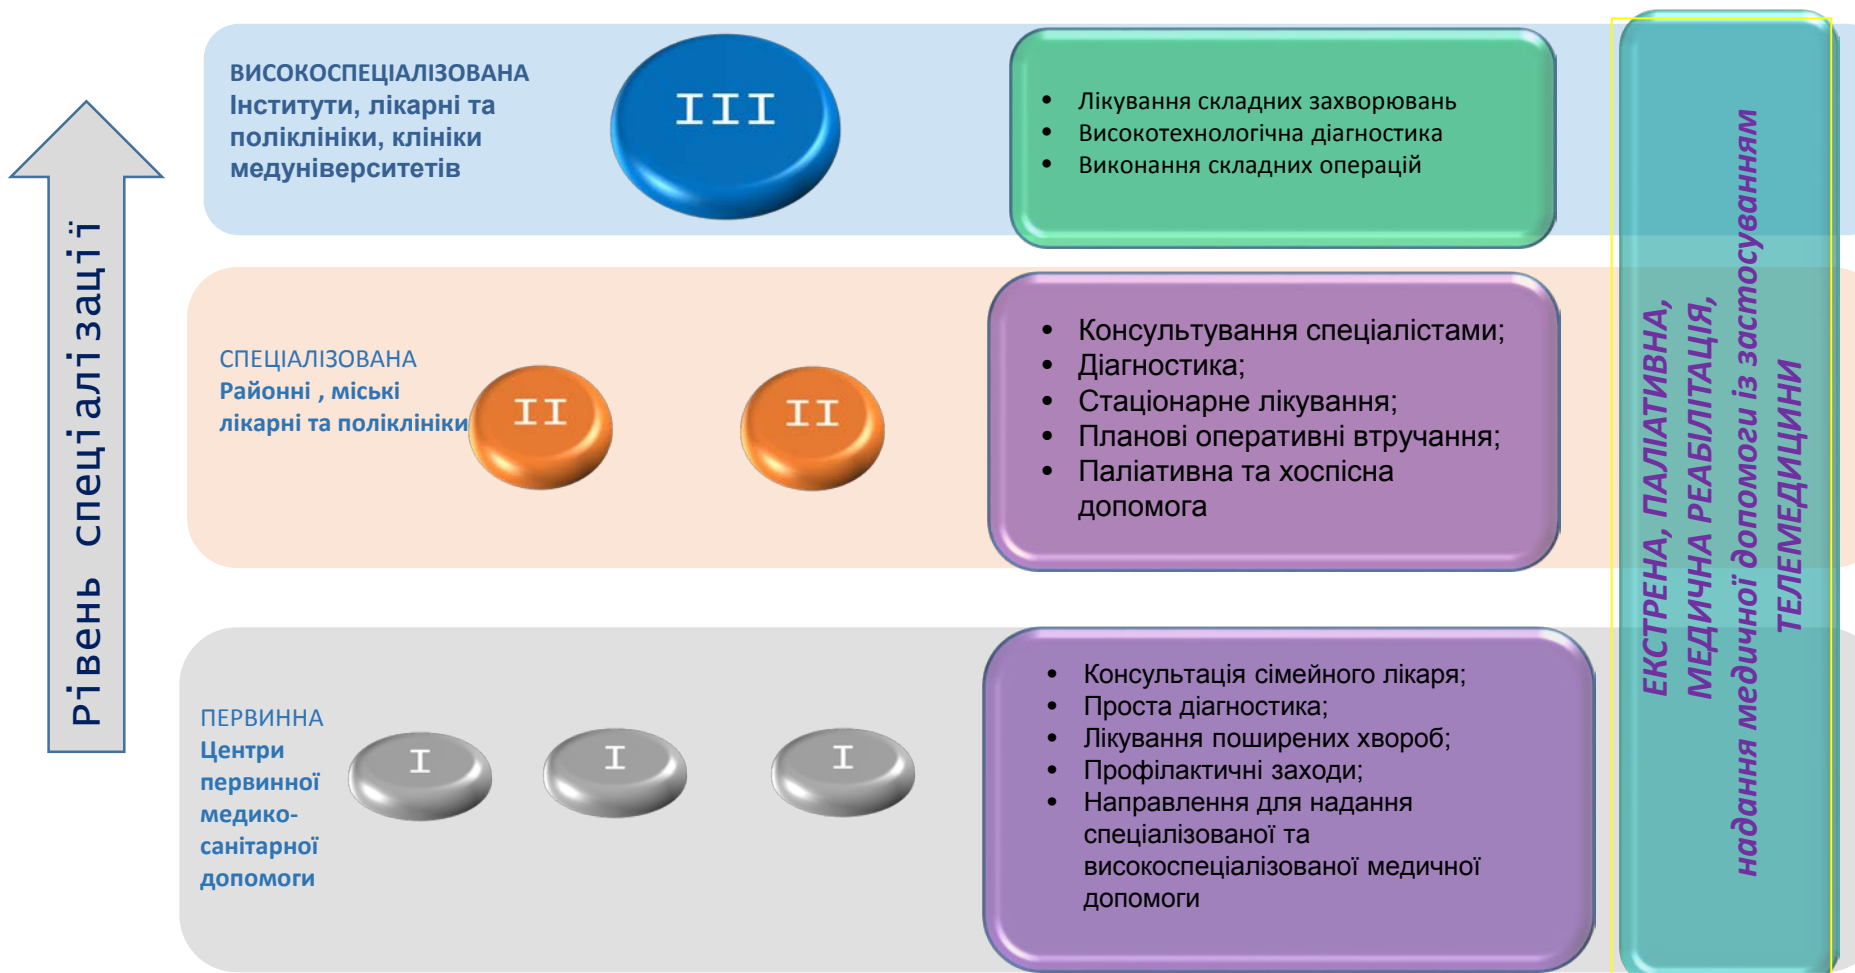 Рівень спеціалізації
ВИСОКОСПЕЦІАЛІЗОВАНА
Інститути, лікарні та
поліклініки, клініки
медуніверситетів
III
• Лікування складних захворювань
• Високотехнологічна діагностика
• Виконання складних операцій
СПЕЦІАЛІЗОВАНА
Районні , міські
лікарні та поліклініки
II
II
• Консультування спеціалістами;
• Діагностика;
• Стаціонарне лікування;
• Планові оперативні втручання;
• Паліативна та хоспісна
допомога
ПЕРВИННА
Центри
первинної
медико-
санітарної
допомоги
I
I
I
• Консультація сімейного лікаря;
• Проста діагностика;
• Лікування поширених хвороб;
• Профілактичні заходи;
• Направлення для надання
спеціалізованої та
високоспеціалізованої медичної
допомоги
ЕКСТРЕНА, ПАЛІАТИВНА,
МЕДИЧНА РЕАБІЛІТАЦІЯ,
надання медичної допомоги із застосуванням
ТЕЛЕМЕДИЦИНИ